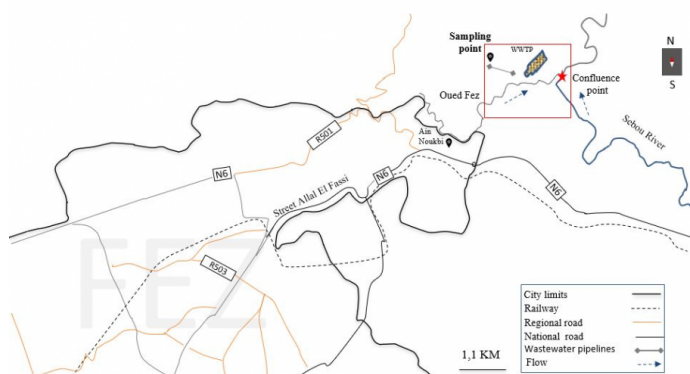 N
S
Sampling
point
WWTP
Confluence
point
Oued Fez
Sebou River
Ain
Noukbi
R501
N6
N6
N6
Street Allal El Fassi
R503
FEZ
1,1 KM
City limits
Railway
Regional road
National road
Wastewater pipelines
Flow